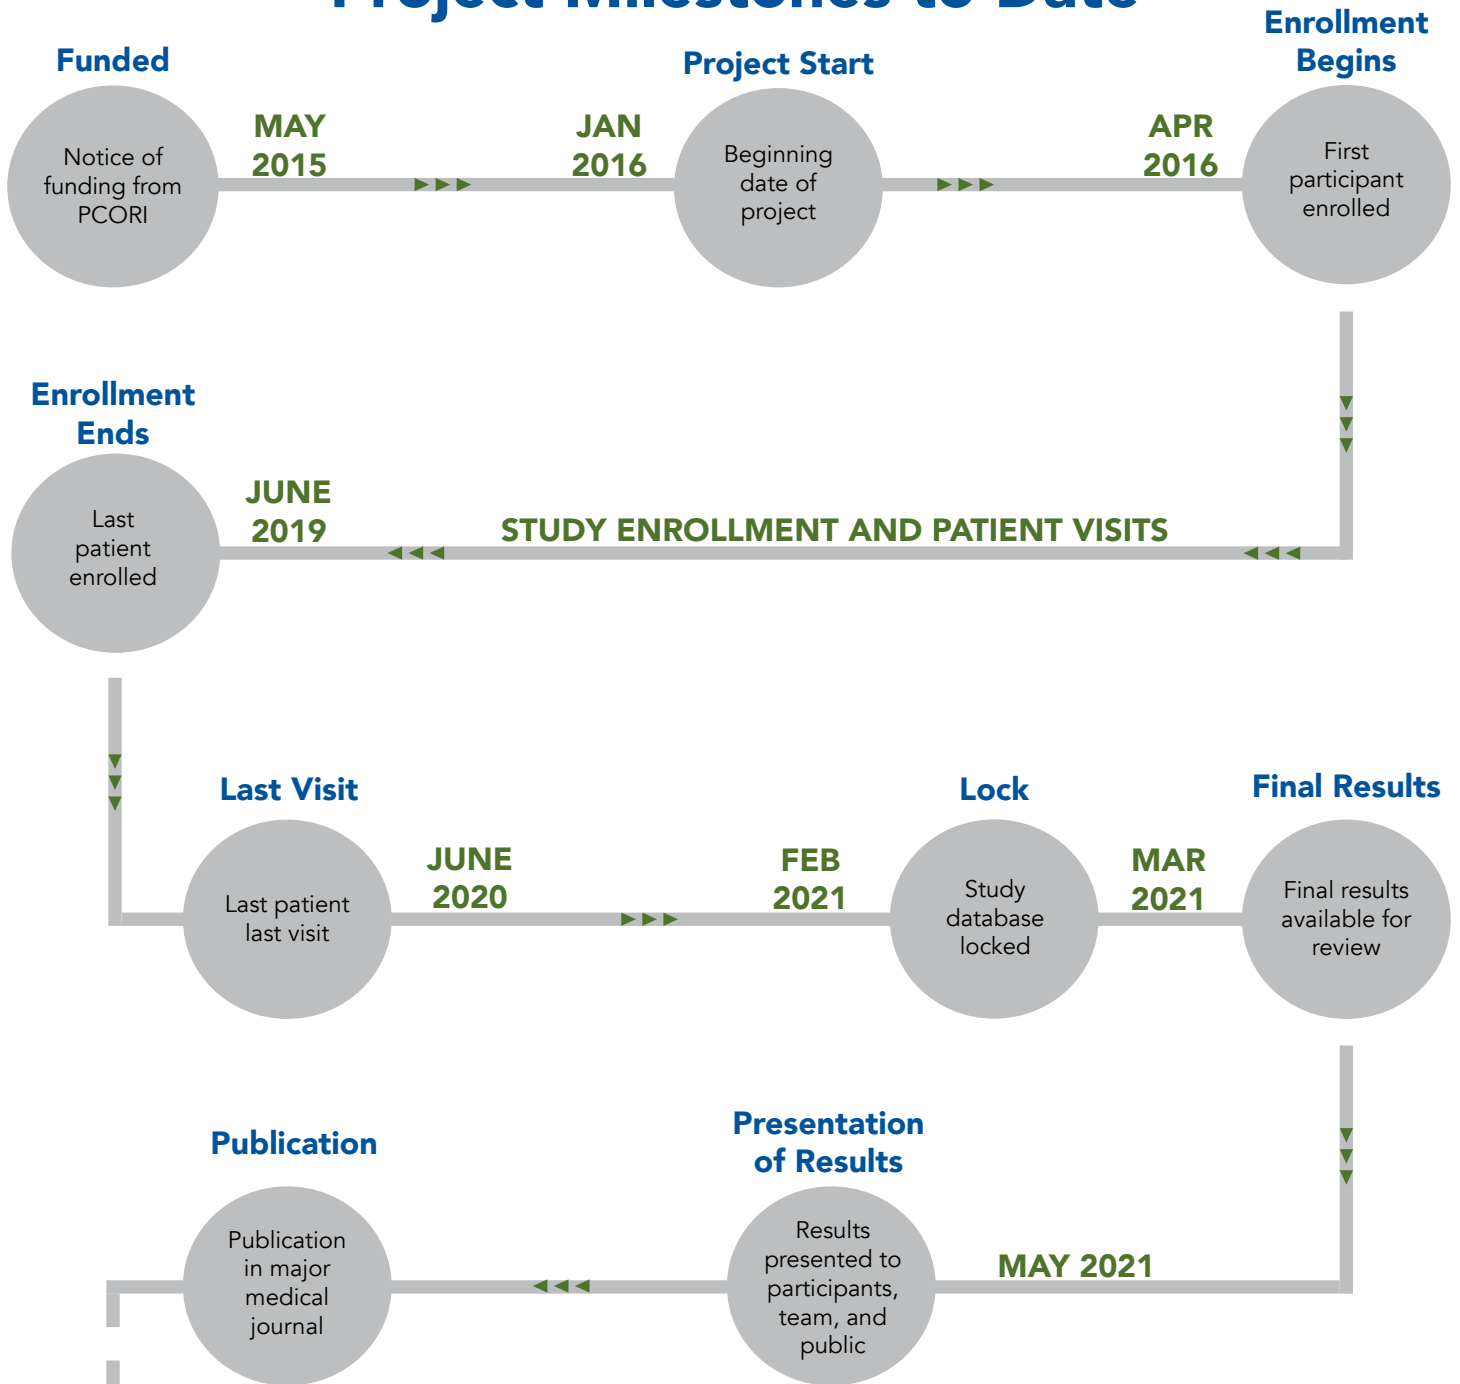 Project Milestones to Date
Funded
Notice of
funding from
PCORI
MAY
2015
JAN
2016
Project Start
Beginning
date of
project
APR
2016
Enrollment
Begins
First
participant
enrolled
STUDY ENROLLMENT AND PATIENT VISITS
JUNE
2019
Enrollment
Ends
Last
patient
enrolled
Last Visit
Last patient
last visit
JUNE
2020
FEB
2021
Lock
Study
database
locked
MAR
2021
Final Results
Final results
available for
review
MAY 2021
Presentation
of Results
Results
presented to
participants,
team, and
public
Publication
Publication
in major
medical
journal